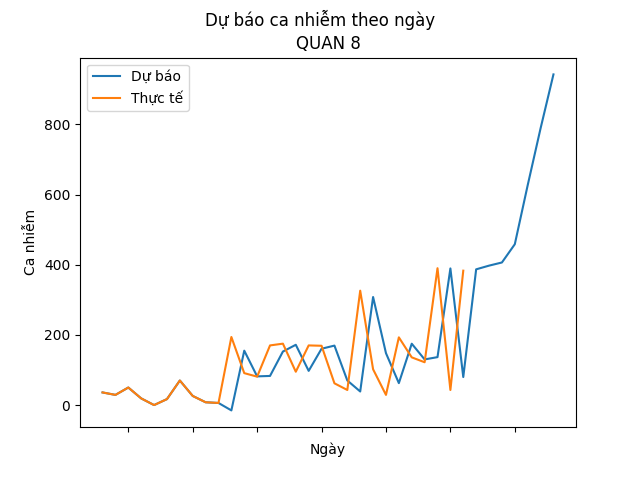 Dự báo ca nhiễm theo ngày
QUAN 8
Dự báo
Thực tế
800
600
400
200
0
Ca nhiễm
Ngày